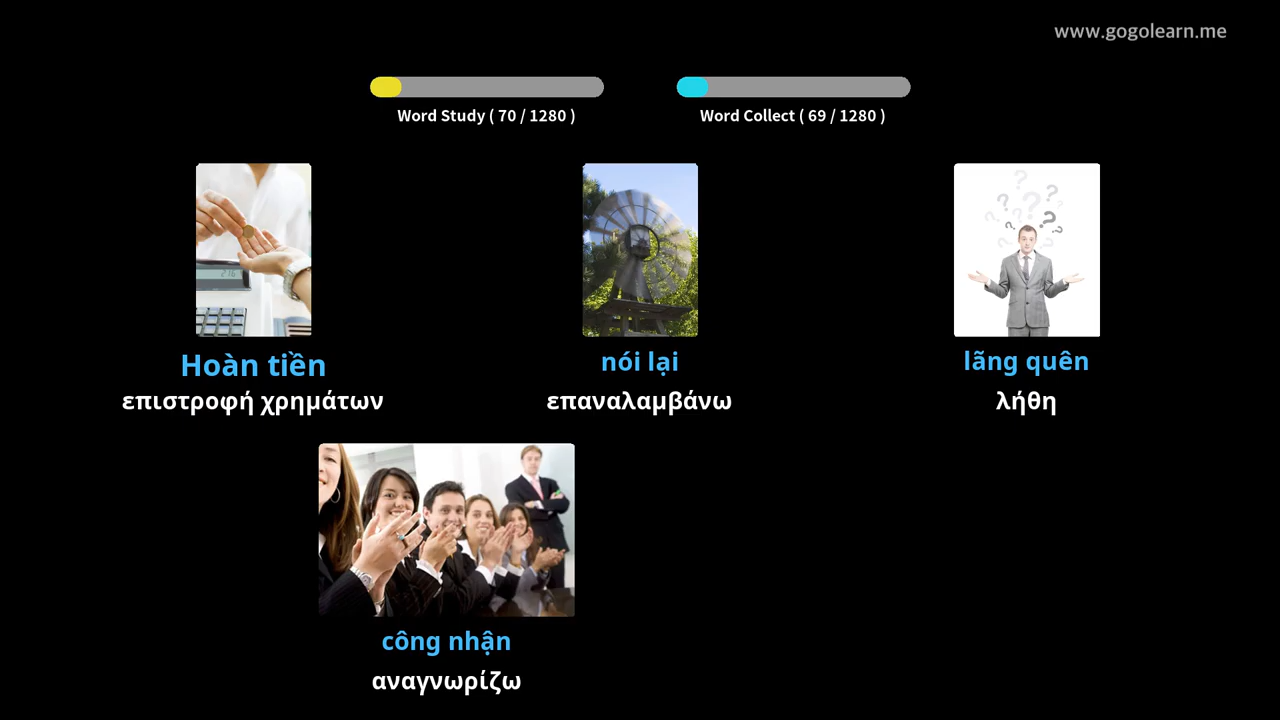 www.gogolearn.me
Word Study ( 70 / 1280 )
Word Collect ( 69 / 1280 )
Hoàn tiền
επιστροφή χρημάτων
nói lại
επαναλαμβάνω
lãng quên
λήθη
công nhận
αναγνωρίζω